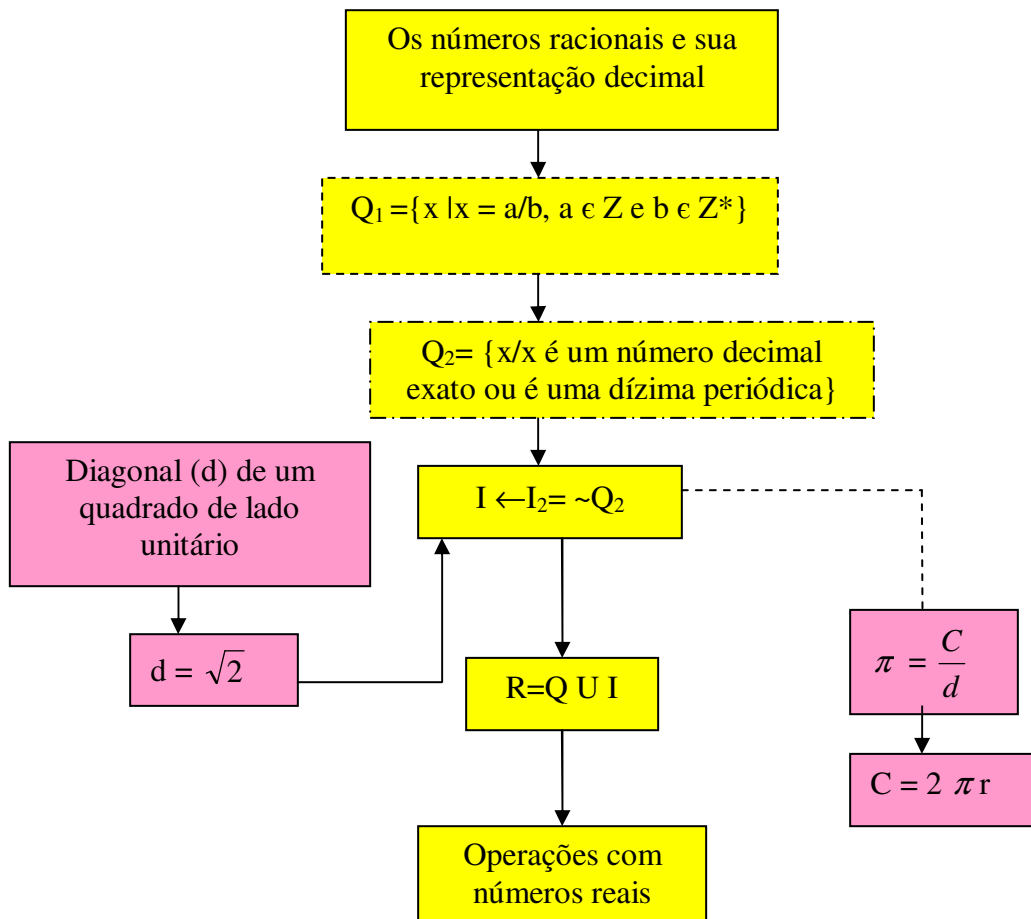 Os números racionais e sua
representação decimal
Q₁ ={x |x = a/b, a є Z e b є Z*}
Q₂= {x/x é um número decimal
exato ou é uma dízima periódica}
Diagonal (d) de um
quadrado de lado
unitário
I ←I₂= ~Q₂
d = √2
R=Q U I
π = C/d
C = 2 π r
Operações com
números reais